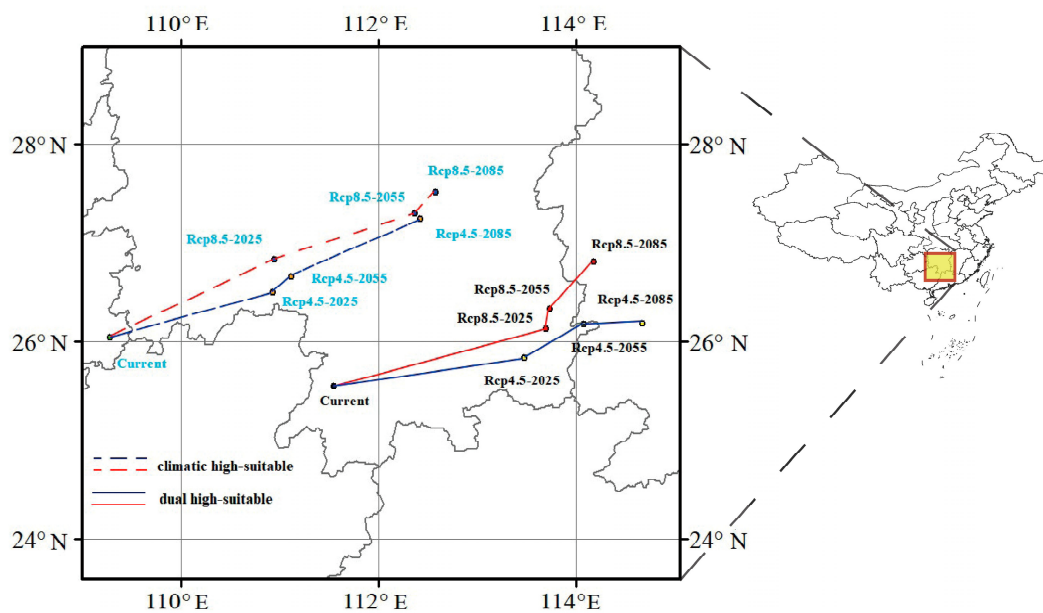 110° E
112° E
114° E
28° N
28° N
Rcp8.5-2085
Rcp8.5-2055
Rcp8.5-2025
Rcp4.5-2085
Rcp8.5-2085
Rcp4.5-2055
Rcp4.5-2025
Rcp8.5-2055
Rcp4.5-2085
Rcp8.5-2025
26° N
26° N
Rcp4.5-2055
Current
Rcp4.5-2025
Current
climatic high-suitable
dual high-suitable
24° N
24° N
110° E
112° E
114° E